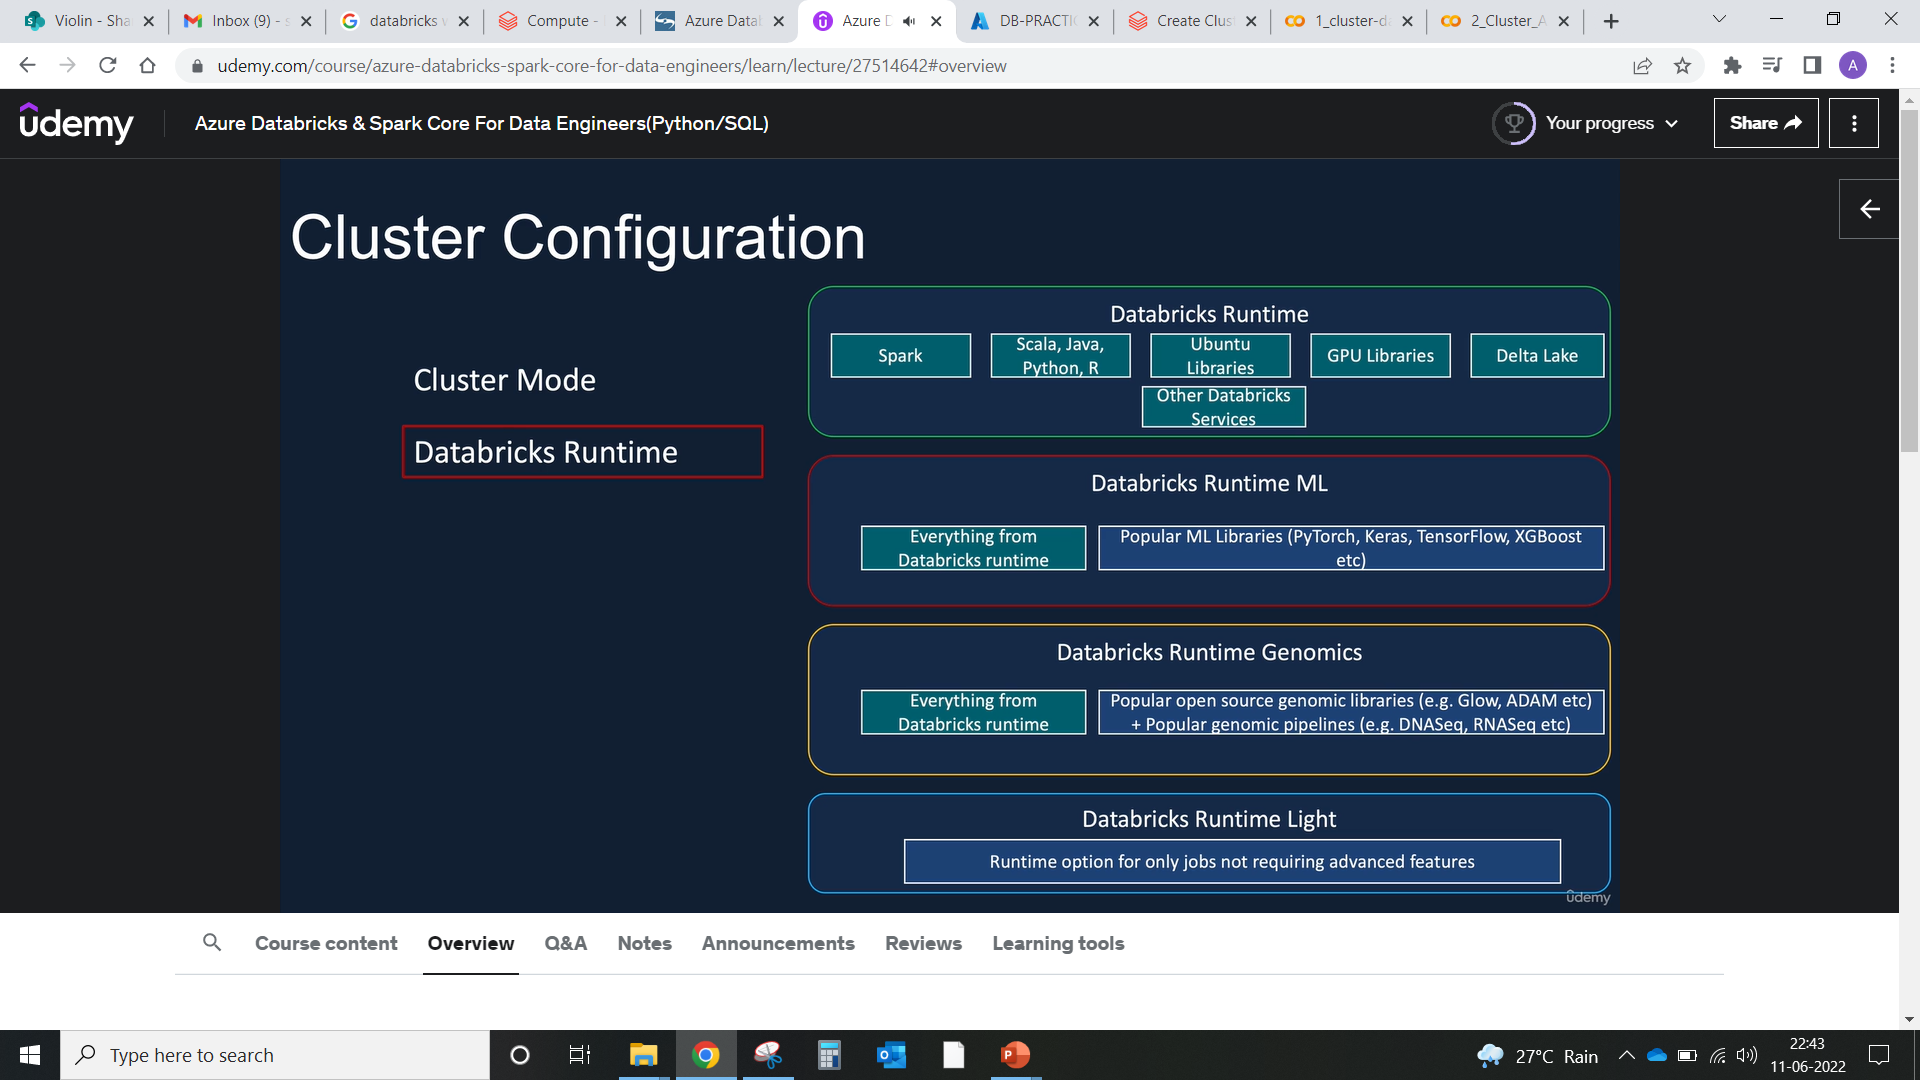 Violin - Sha
Inbox (9) - s
databricks v
Compute -
Azure Datab
Azure D
DB-PRACTIC
Create Clust
1_cluster-da
2_Cluster_A
udemy.com/course/azure-databricks-spark-core-for-data-engineers/learn/lecture/27514642#overview
A
ûdemy
Azure Databricks & Spark Core For Data Engineers(Python/SQL)
Your progress
Share
Cluster Configuration
Cluster Mode
Databricks Runtime
Databricks Runtime
Spark
Scala, Java,
Python, R
Ubuntu
Libraries
GPU Libraries
Delta Lake
Other Databricks
Services
Databricks Runtime ML
Everything from
Databricks runtime
Popular ML Libraries (PyTorch, Keras, TensorFlow, XGBoost
etc)
Databricks Runtime Genomics
Everything from
Databricks runtime
Popular open source genomic libraries (e.g. Glow, ADAM etc)
+ Popular genomic pipelines (e.g. DNASeq, RNASeq etc)
Databricks Runtime Light
Runtime option for only jobs not requiring advanced features
ûdemy
Course content
Overview
Q&A
Notes
Announcements
Reviews
Learning tools
Type here to search
27°C Rain
22:43
11-06-2022